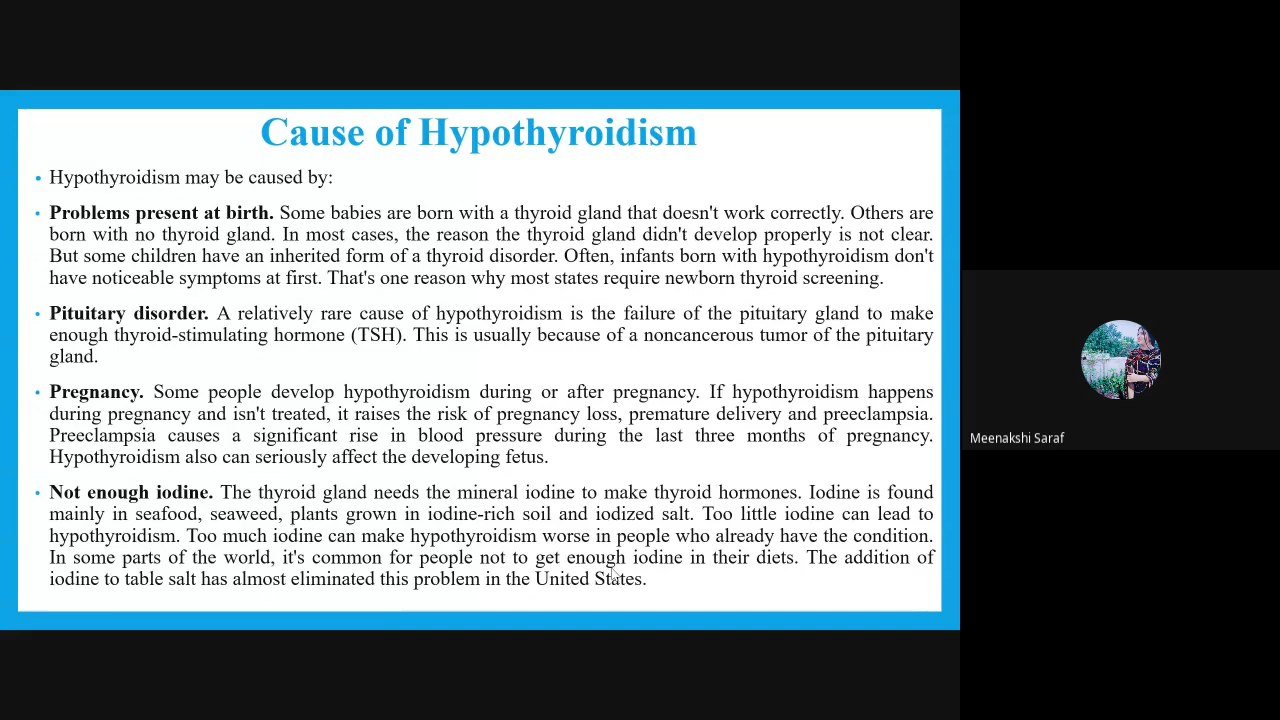 Cause of Hypothyroidism
• Hypothyroidism may be caused by:
• Problems present at birth. Some babies are born with a thyroid gland that doesn't work correctly. Others are
born with no thyroid gland. In most cases, the reason the thyroid gland didn't develop properly is not clear.
But some children have an inherited form of a thyroid disorder. Often, infants born with hypothyroidism don't
have noticeable symptoms at first. That's one reason why most states require newborn thyroid screening.
• Pituitary disorder. A relatively rare cause of hypothyroidism is the failure of the pituitary gland to make
enough thyroid-stimulating hormone (TSH). This is usually because of a noncancerous tumor of the pituitary
gland.
• Pregnancy. Some people develop hypothyroidism during or after pregnancy. If hypothyroidism happens
during pregnancy and isn't treated, it raises the risk of pregnancy loss, premature delivery and preeclampsia.
Preeclampsia causes a significant rise in blood pressure during the last three months of pregnancy.
Hypothyroidism also can seriously affect the developing fetus.
• Not enough iodine. The thyroid gland needs the mineral iodine to make thyroid hormones. Iodine is found
mainly in seafood, seaweed, plants grown in iodine-rich soil and iodized salt. Too little iodine can lead to
hypothyroidism. Too much iodine can make hypothyroidism worse in people who already have the condition.
In some parts of the world, it's common for people not to get enough iodine in their diets. The addition of
iodine to table salt has almost eliminated this problem in the United States.
Meenakshi Saraf